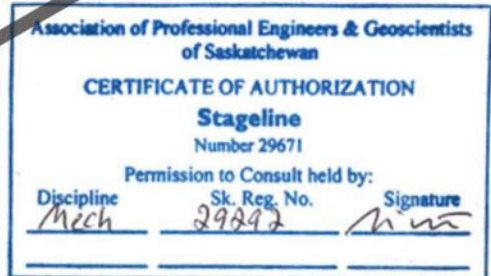 Association of Professional Engineers & Geoscientists
of Saskatchewan
CERTIFICATE OF AUTHORIZATION
Stageline
Number 29671
Permission to Consult held by:
Discipline Sk. Reg. No. Signature
Mech 29292